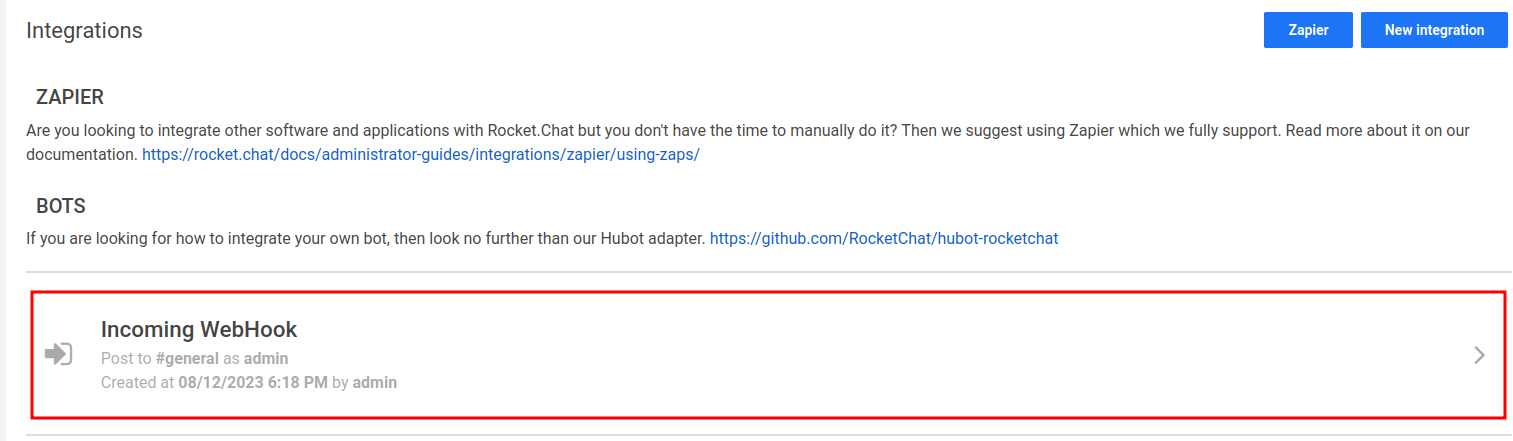 Integrations
Zapier
New integration
ZAPIER
Are you looking to integrate other software and applications with Rocket.Chat but you don't have the time to manually do it? Then we suggest using Zapier which we fully support. Read more about it on our
documentation. https://rocket.chat/docs/administrator-guides/integrations/zapier/using-zaps/
BOTS
If you are looking for how to integrate your own bot, then look no further than our Hubot adapter. https://github.com/RocketChat/hubot-rocketchat
Incoming WebHook
Post to #general as admin
Created at 08/12/2023 6:18 PM by admin